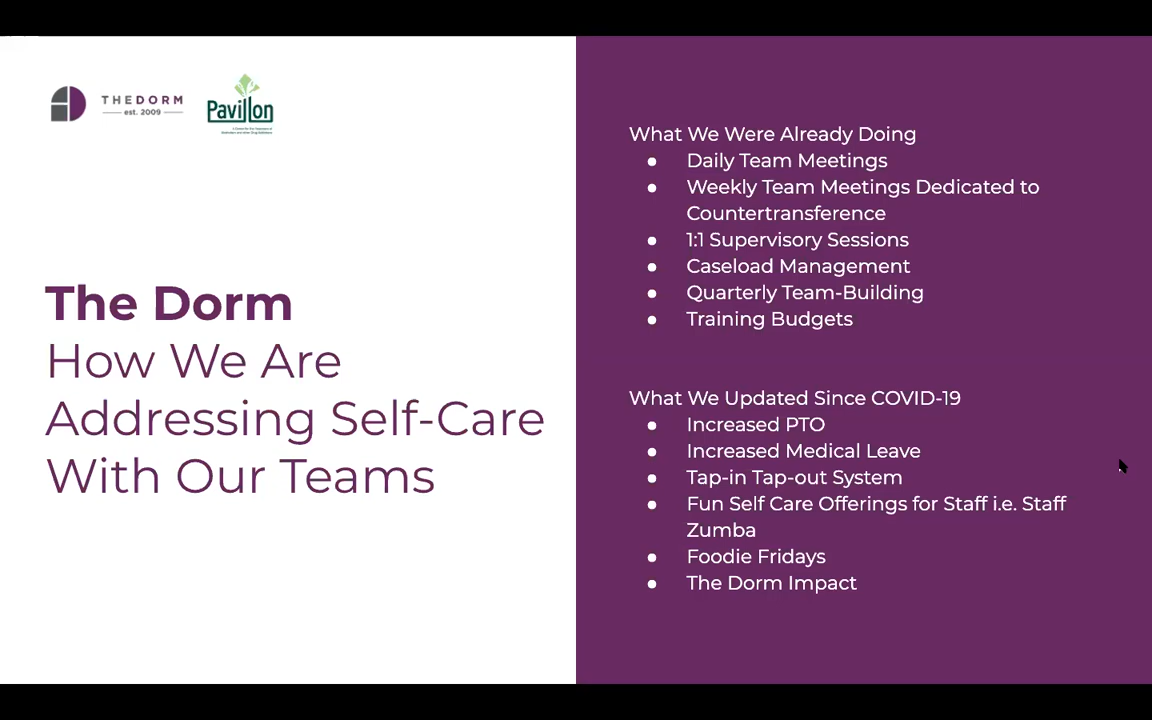 THEDORM
est. 2009
Pavillon
The Dorm
How We Are
Addressing Self-Care
With Our Teams
What We Were Already Doing
● Daily Team Meetings
● Weekly Team Meetings Dedicated to
Countertransference
● 1:1 Supervisory Sessions
● Caseload Management
● Quarterly Team-Building
● Training Budgets
What We Updated Since COVID-19
● Increased PTO
● Increased Medical Leave
● Tap-in Tap-out System
● Fun Self Care Offerings for Staff i.e. Staff
Zumba
● Foodie Fridays
● The Dorm Impact